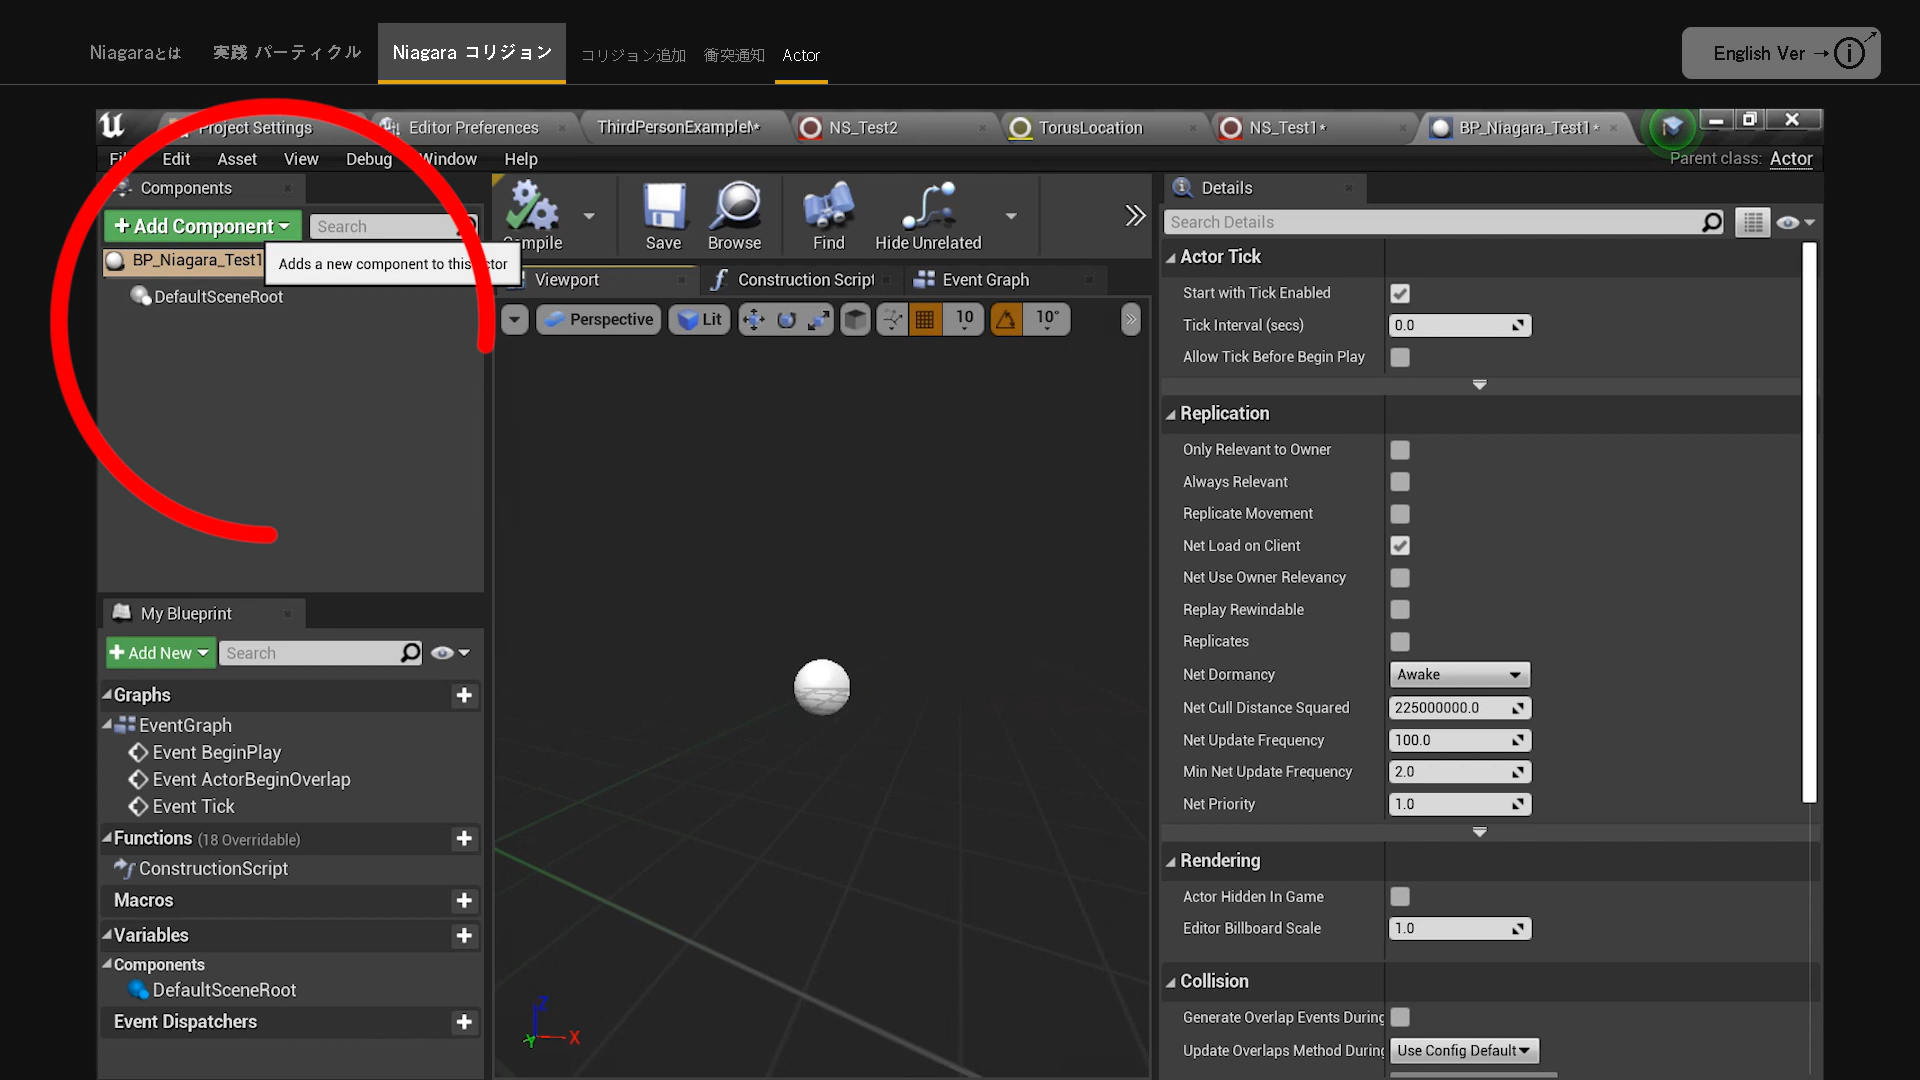 Niagaraとは 実践 パーティクル Niagara コリジョン コリジョン追加 衝突通知 Actor English Ver →
Project Settings Editor Preferences ThirdPersonExample NS_Test2 TorusLocation NS_Test1* BP_Niagara_Test1*
Edit Asset View Debug Window Help Parent class: Actor
Components
Add Component Search
BP_Niagara_Test1
Adds a new component to this
DefaultSceneRoot
Compile Save Browse Find Hide Unrelated
Viewport Construction Script Event Graph
Perspective Lit 10 10°
Z
X
Y
My Blueprint
Add New Search
Graphs
EventGraph
Event BeginPlay
Event ActorBeginOverlap
Event Tick
Functions (18 Overridable)
ConstructionScript
Macros
Variables
Components
DefaultSceneRoot
Event Dispatchers
Details
Search Details
Actor Tick
Start with Tick Enabled
Tick Interval (secs) 0.0
Allow Tick Before Begin Play
Replication
Only Relevant to Owner
Always Relevant
Replicate Movement
Net Load on Client
Net Use Owner Relevancy
Replay Rewindable
Replicates
Net Dormancy Awake
Net Cull Distance Squared 225000000.0
Net Update Frequency 100.0
Min Net Update Frequency 2.0
Net Priority 1.0
Rendering
Actor Hidden In Game
Editor Billboard Scale 1.0
Collision
Generate Overlap Events During
Update Overlaps Method During Use Config Default